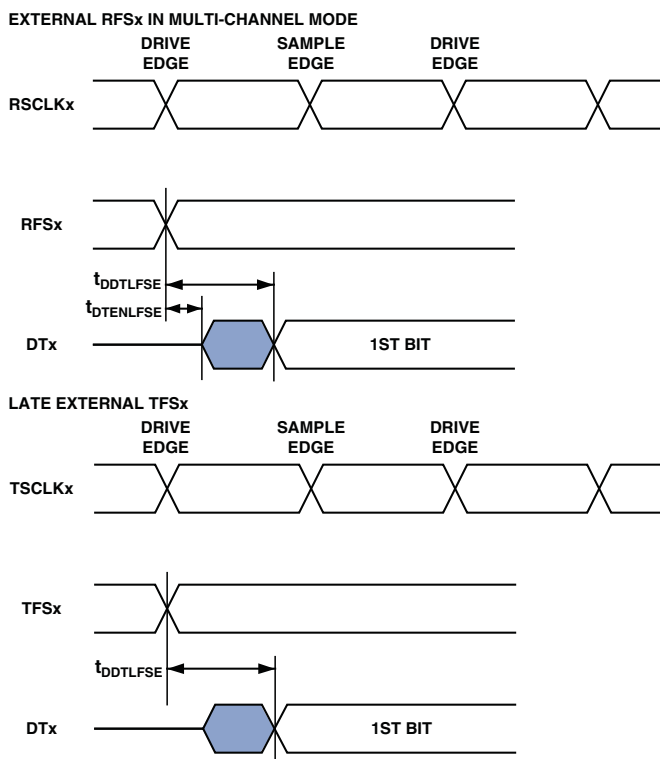 EXTERNAL RFSx IN MULTI-CHANNEL MODE
DRIVE EDGE
SAMPLE EDGE
DRIVE EDGE
RSCLKx
RFSx
tDDTLFSE
tDTENLFSE
DTx
1ST BIT
LATE EXTERNAL TFSx
DRIVE EDGE
SAMPLE EDGE
DRIVE EDGE
TSCLKx
TFSx
tDDTLFSE
DTx
1ST BIT